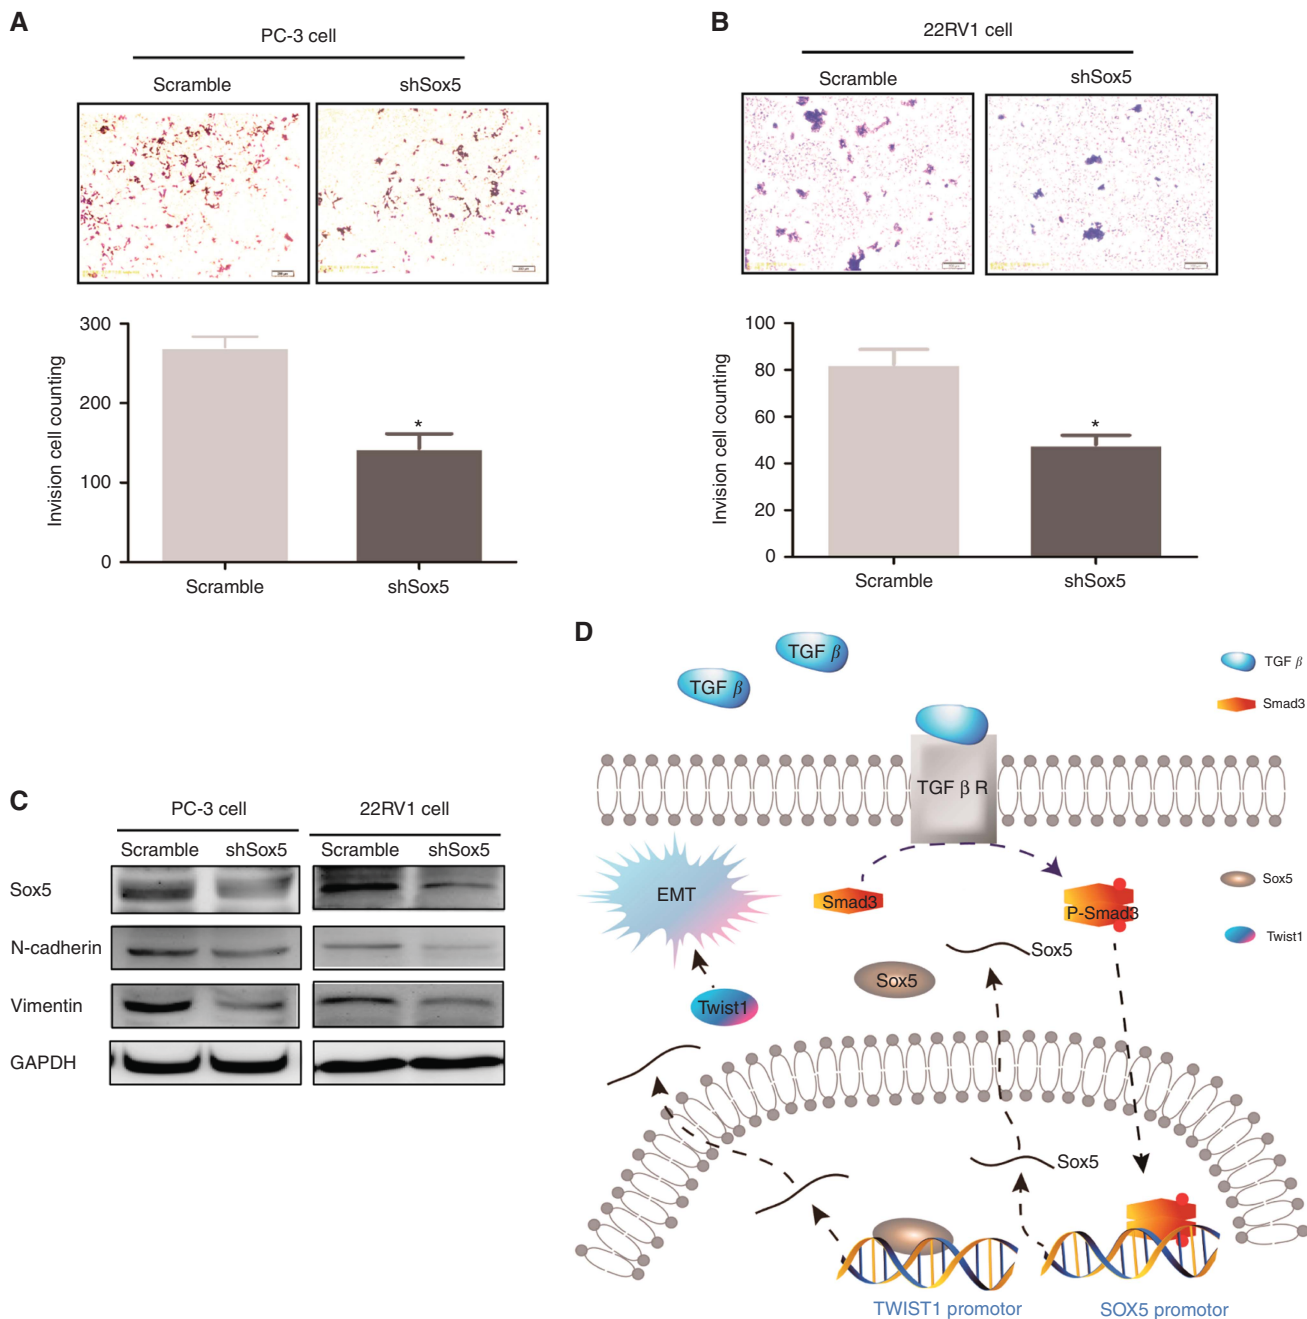 A
PC-3 cell
Scramble
shSox5
300
200
100
0
Invision cell counting
*
Scramble
shSox5
B
22RV1 cell
Scramble
shSox5
100
80
60
40
20
0
Invision cell counting
*
Scramble
shSox5
C
PC-3 cell
22RV1 cell
Scramble
shSox5
Scramble
shSox5
Sox5
N-cadherin
Vimentin
GAPDH
D
TGF β
TGF β
TGF β R
EMT
Smad3
P-Smad3
Sox5
Sox5
Twist1
Sox5
TWIST1 promotor
SOX5 promotor
TGF β
Smad3
Sox5
Twist1